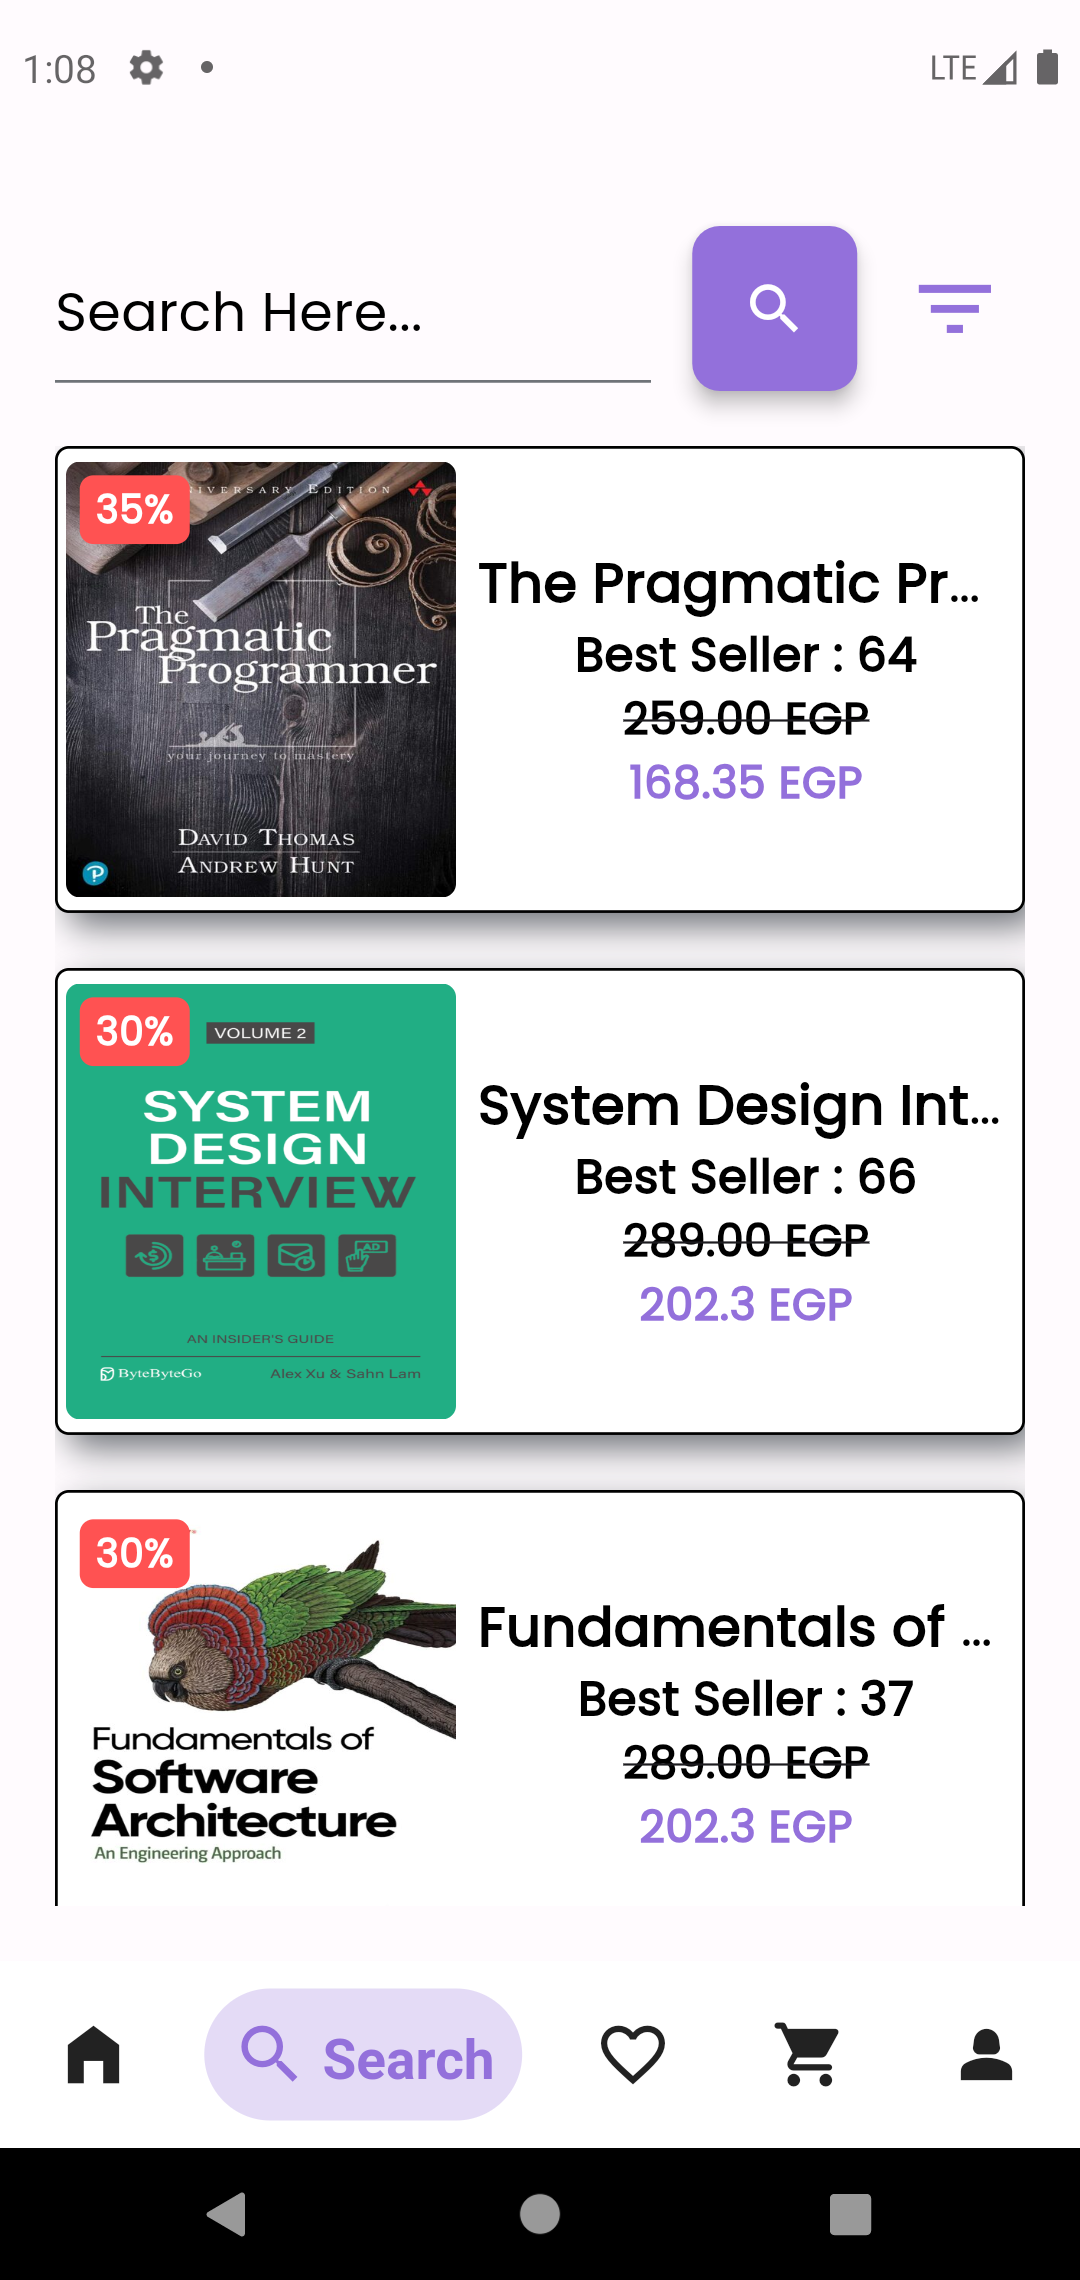 1:08 LTE
Search Here...
35%
NIVERSARY EDITION
The
Pragmatic
Programmer
your journey to mastery
DAVID THOMAS
ANDREW HUNT
The Pragmatic Pr...
Best Seller : 64
259.00 EGP
168.35 EGP
30%
VOLUME 2
SYSTEM
DESIGN
INTERVIEW
AD
AN INSIDER'S GUIDE
ByteByteGo Alex Xu & Sahn Lam
System Design Int...
Best Seller : 66
289.00 EGP
202.3 EGP
30%
Fundamentals of
Software
Architecture
An Engineering Approach
Fundamentals of ...
Best Seller : 37
289.00 EGP
202.3 EGP
Search